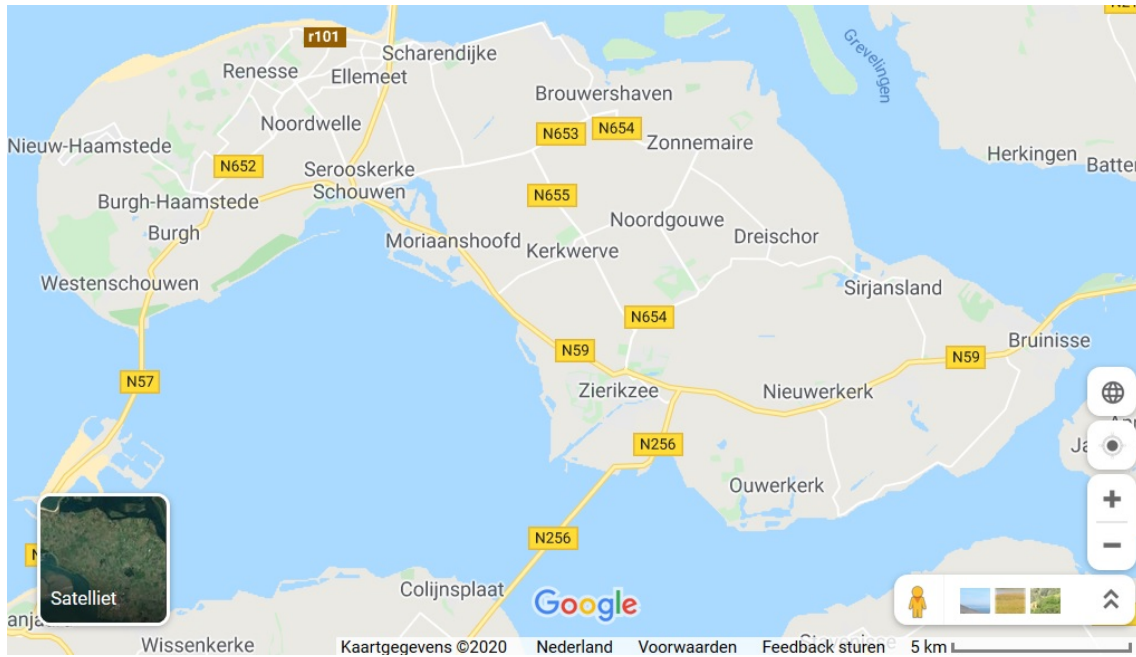 r101
Scharendijke
Renesse
Ellemeet
Grevelingen
Brouwershaven
Noordwelle
N653
N654
Zonnemaire
Nieuw-Haamstede
Herkingen
N652
Serooskerke
Schouwen
N655
Burgh-Haamstede
Noordgouwe
Burgh
Moriaanshoofd
Kerkwerve
Dreischor
Westenschouwen
Sirjansland
N654
Bruinisse
N59
N59
N57
Zierikzee
Nieuwerkerk
N256
Ouwerkerk
N256
Colijnsplaat
Satelliet
Google
Wissenkerke
Kaartgegevens ©2020 Nederland Voorwaarden Feedback sturen 5 km